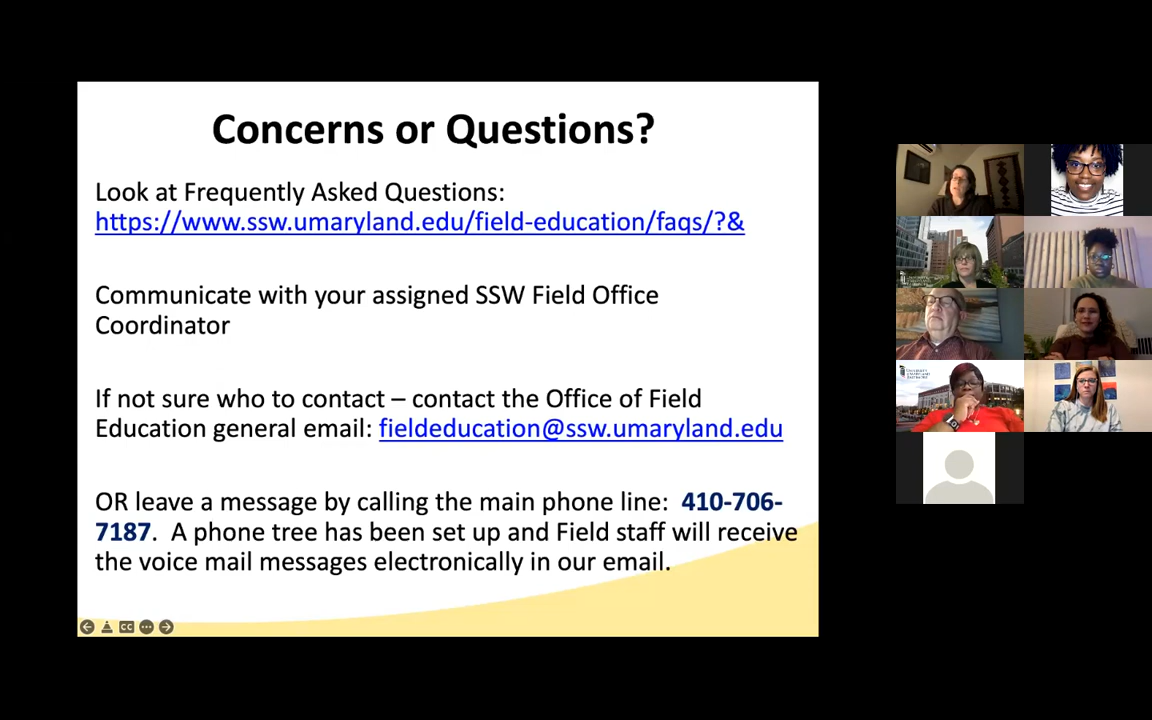 Concerns or Questions?
Look at Frequently Asked Questions:
https://www.ssw.umaryland.edu/field-education/faqs/?&
Communicate with your assigned SSW Field Office
Coordinator
If not sure who to contact – contact the Office of Field
Education general email: fieldeducation@ssw.umaryland.edu
OR leave a message by calling the main phone line: 410-706-
7187. A phone tree has been set up and Field staff will receive
the voice mail messages electronically in our email.
CC